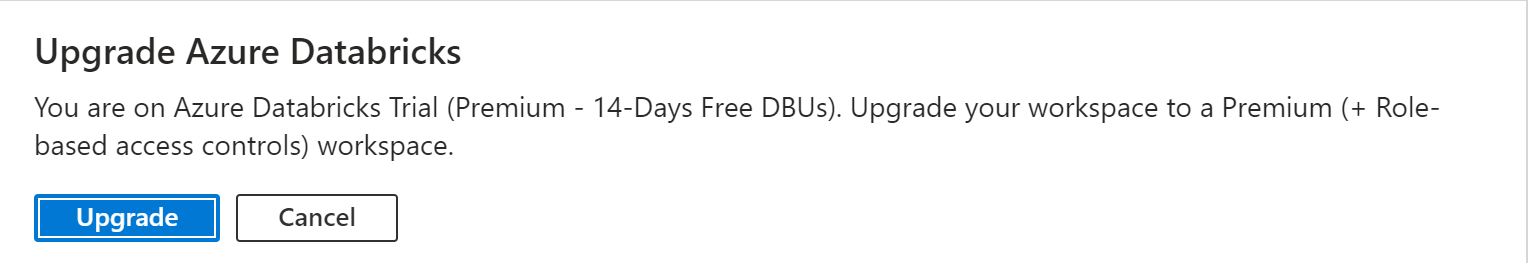 Upgrade Azure Databricks
You are on Azure Databricks Trial (Premium - 14-Days Free DBUs). Upgrade your workspace to a Premium (+ Role-
based access controls) workspace.
Upgrade Cancel